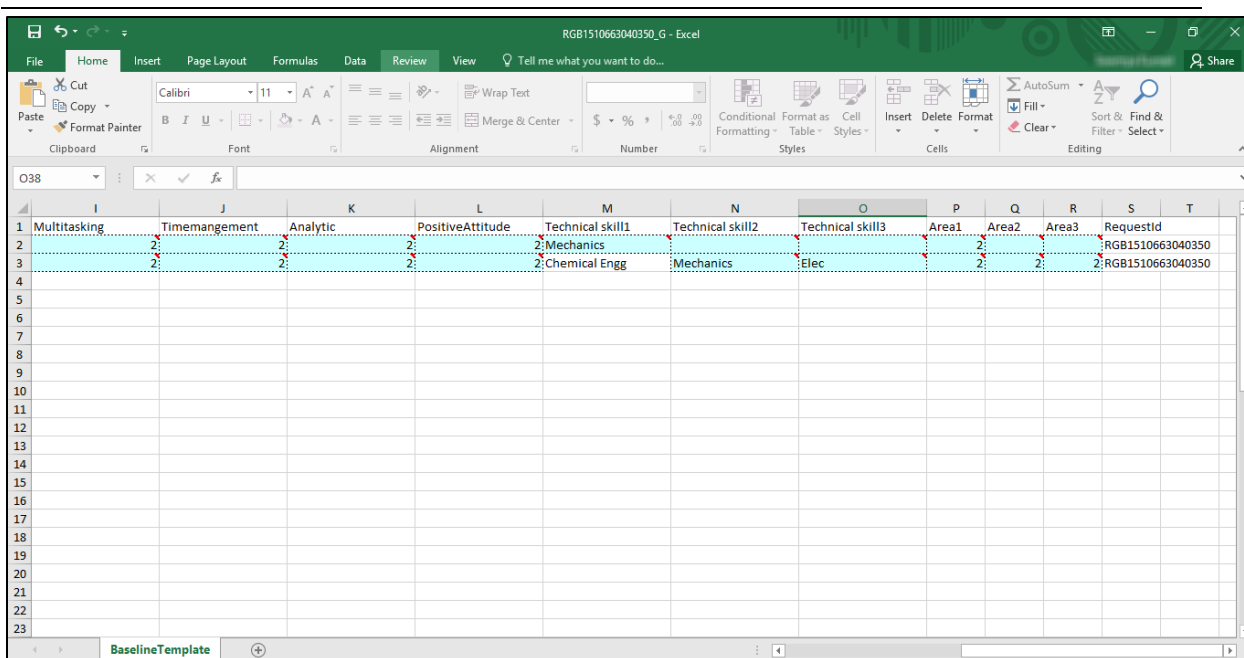 RGB1510663040350_G - Excel
File Home Insert Page Layout Formulas Data Review View Tell me what you want to do... Share
Cut Calibri 11 Wrap Text AutoSum
Copy Fill
Paste Format Painter B I U Merge & Center $ % Conditional Format as Cell Insert Delete Format Clear Sort & Find &
Formatting Table Styles Filter Select
Clipboard Font Alignment Number Styles Cells Editing
O38 fx
I J K L M N O P Q R S T
1 Multitasking Timemangement Analytic PositiveAttitude Technical skill1 Technical skill2 Technical skill3 Area1 Area2 Area3 RequestId
2 2 2 2 2 Mechanics 2 RGB1510663040350
3 2 2 2 2 Chemical Engg Mechanics Elec 2 2 2 RGB1510663040350
4
5
6
7
8
9
10
11
12
13
14
15
16
17
18
19
20
21
22
23
BaselineTemplate